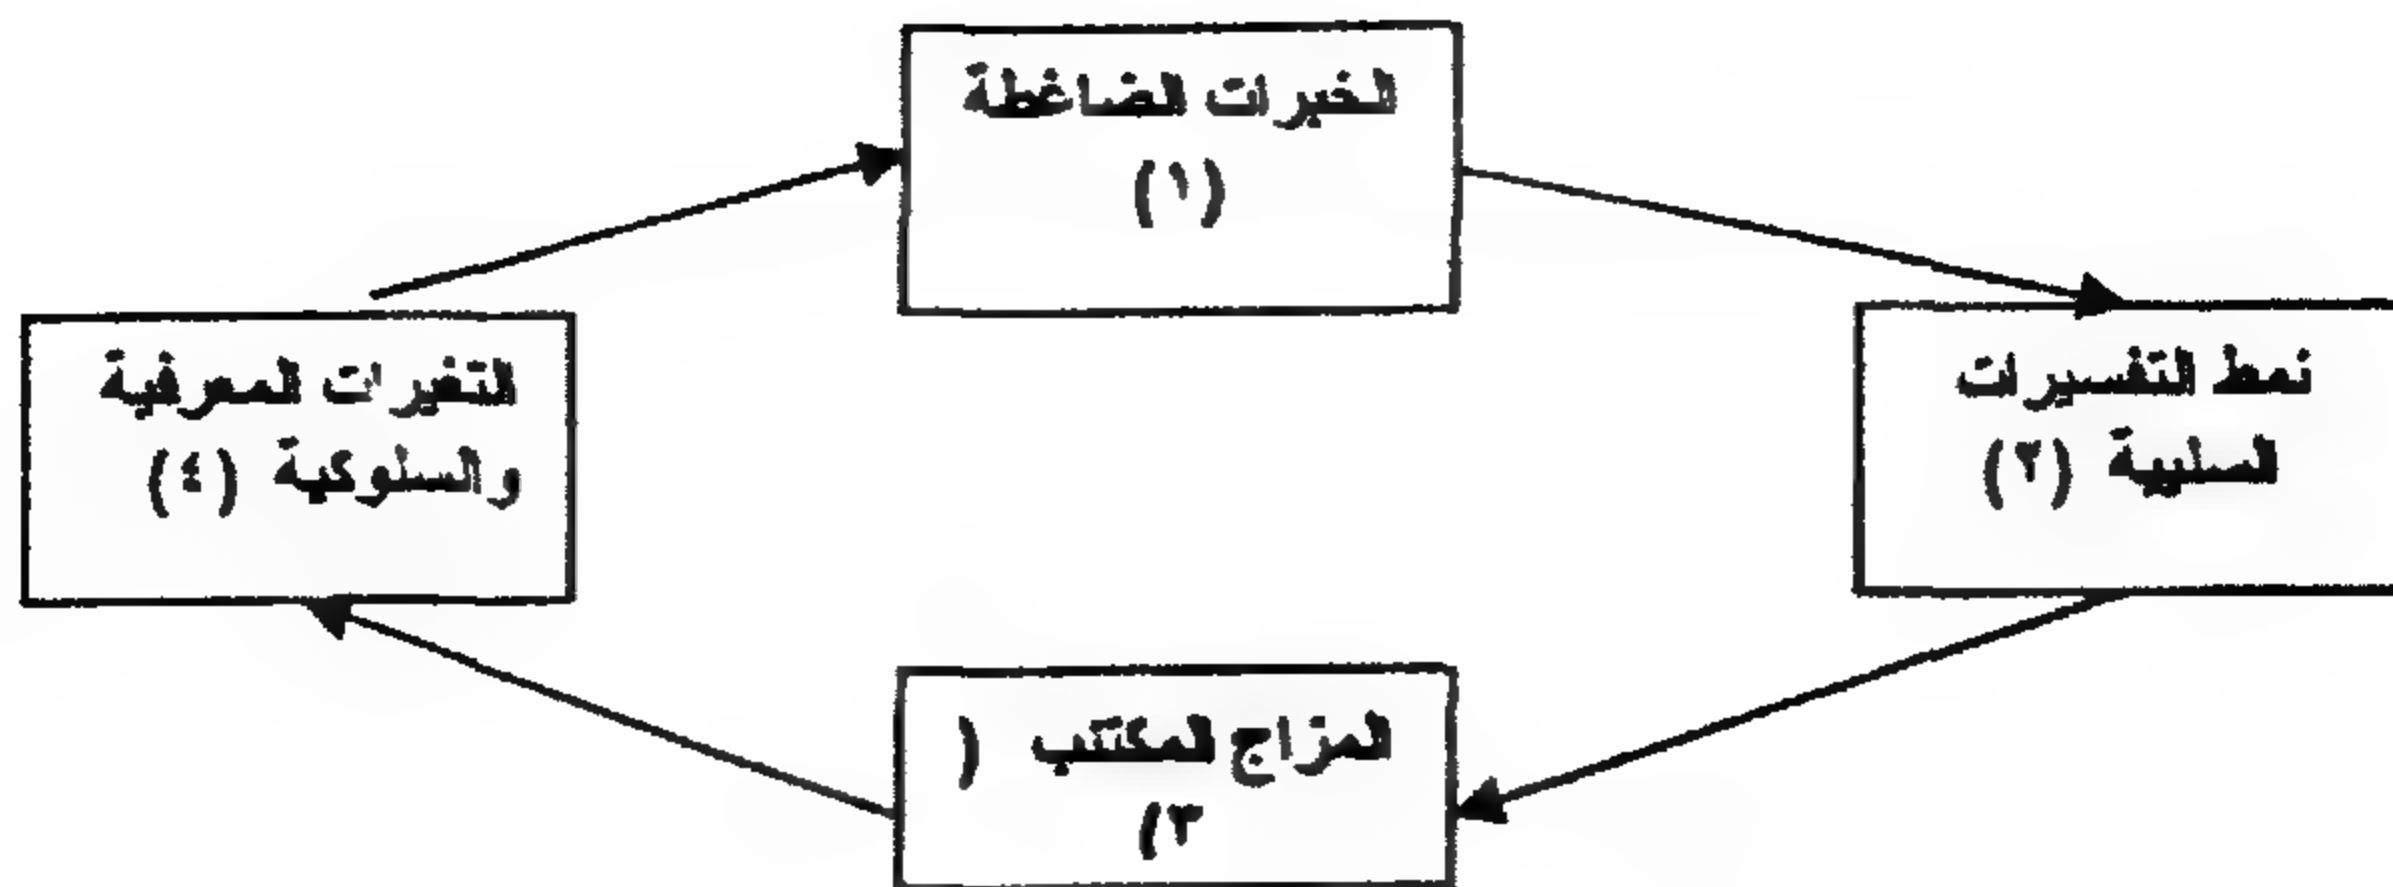 الخبرات الضاغطة
(١)
نمط التفسيرات
السلبية (٢)
المزاج المكتئب (
٣)
التغيرات المعرفية
والسلوكية (٤)